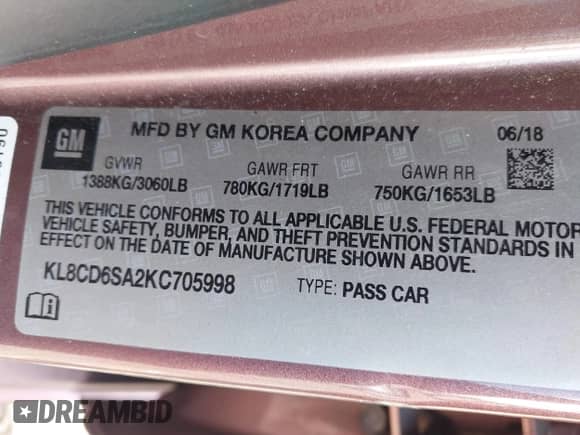 GM MFD BY GM KOREA COMPANY 06/18
GVWR GAWR FRT GAWR RR
1388KG/3060LB 780KG/1719LB 750KG/1653LB
THIS VEHICLE CONFORMS TO ALL APPLICABLE U.S. FEDERAL MOTOR
VEHICLE SAFETY, BUMPER, AND THEFT PREVENTION STANDARDS IN
EFFECT ON THE DATE OF MANUFACTURE SHOWN ABOVE.
KL8CD6SA2KC705998 TYPE: PASS CAR
DREAMBID